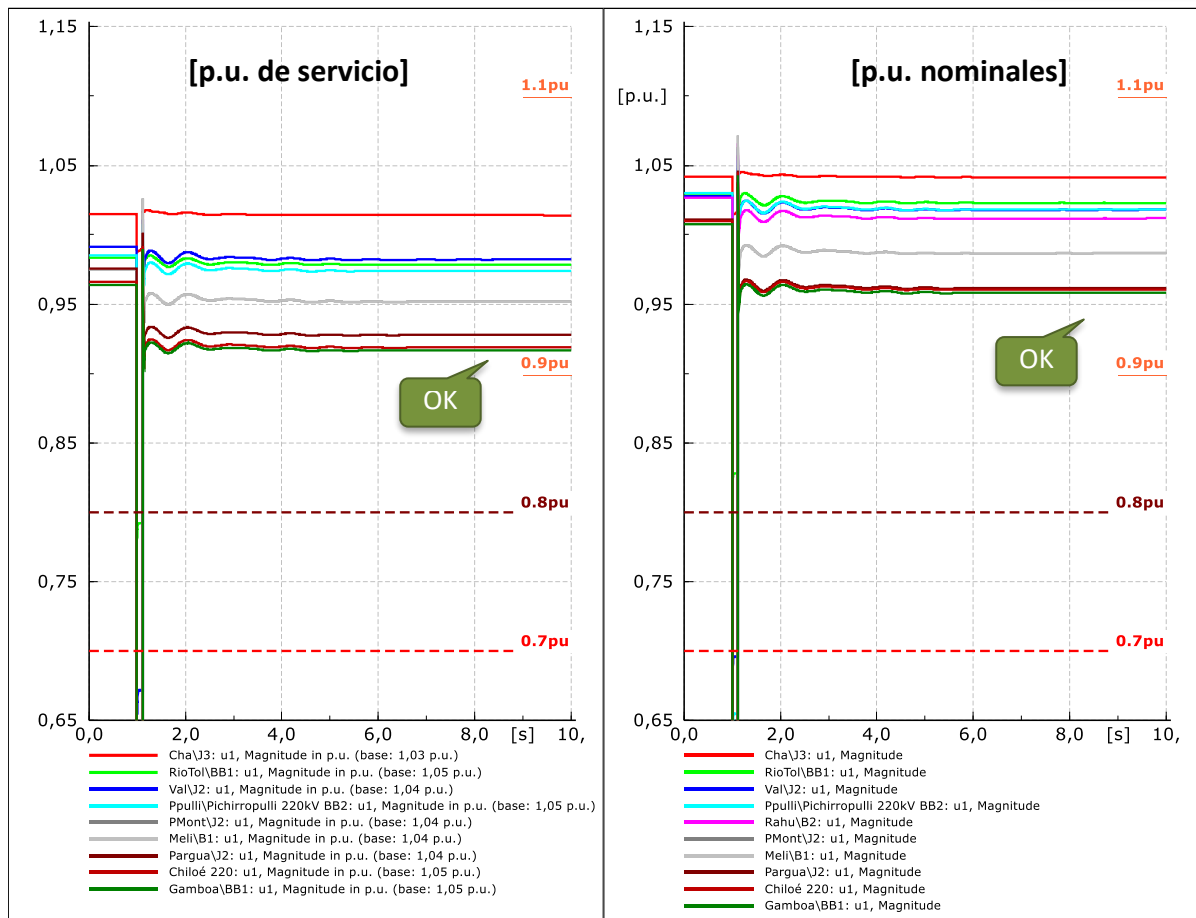 [p.u. de servicio]
1,15
1,05
0,95
0,85
0,75
0,65
1.1pu
0.9pu
OK
0.8pu
0.7pu
0,0 2,0 4,0 6,0 8,0 [s] 10,
Cha\J3: u1, Magnitude in p.u. (base: 1,03 p.u.)
RioTol\BB1: u1, Magnitude in p.u. (base: 1,05 p.u.)
Val\J2: u1, Magnitude in p.u. (base: 1,04 p.u.)
Ppulli\Pichirropulli 220kV BB2: u1, Magnitude in p.u. (base: 1,05 p.u.)
PMont\J2: u1, Magnitude in p.u. (base: 1,04 p.u.)
Meli\B1: u1, Magnitude in p.u. (base: 1,04 p.u.)
Pargua\J2: u1, Magnitude in p.u. (base: 1,04 p.u.)
Chiloé 220: u1, Magnitude in p.u. (base: 1,05 p.u.)
Gamboa\BB1: u1, Magnitude in p.u. (base: 1,05 p.u.)
[p.u. nominales]
[p.u.]
1,15
1,05
0,95
0,85
0,75
0,65
1.1pu
OK
0.9pu
0.8pu
0.7pu
0,0 2,0 4,0 6,0 8,0 [s] 10,
Cha\J3: u1, Magnitude
RioTol\BB1: u1, Magnitude
Val\J2: u1, Magnitude
Ppulli\Pichirropulli 220kV BB2: u1, Magnitude
Rahu\B2: u1, Magnitude
PMont\J2: u1, Magnitude
Meli\B1: u1, Magnitude
Pargua\J2: u1, Magnitude
Chiloé 220: u1, Magnitude
Gamboa\BB1: u1, Magnitude